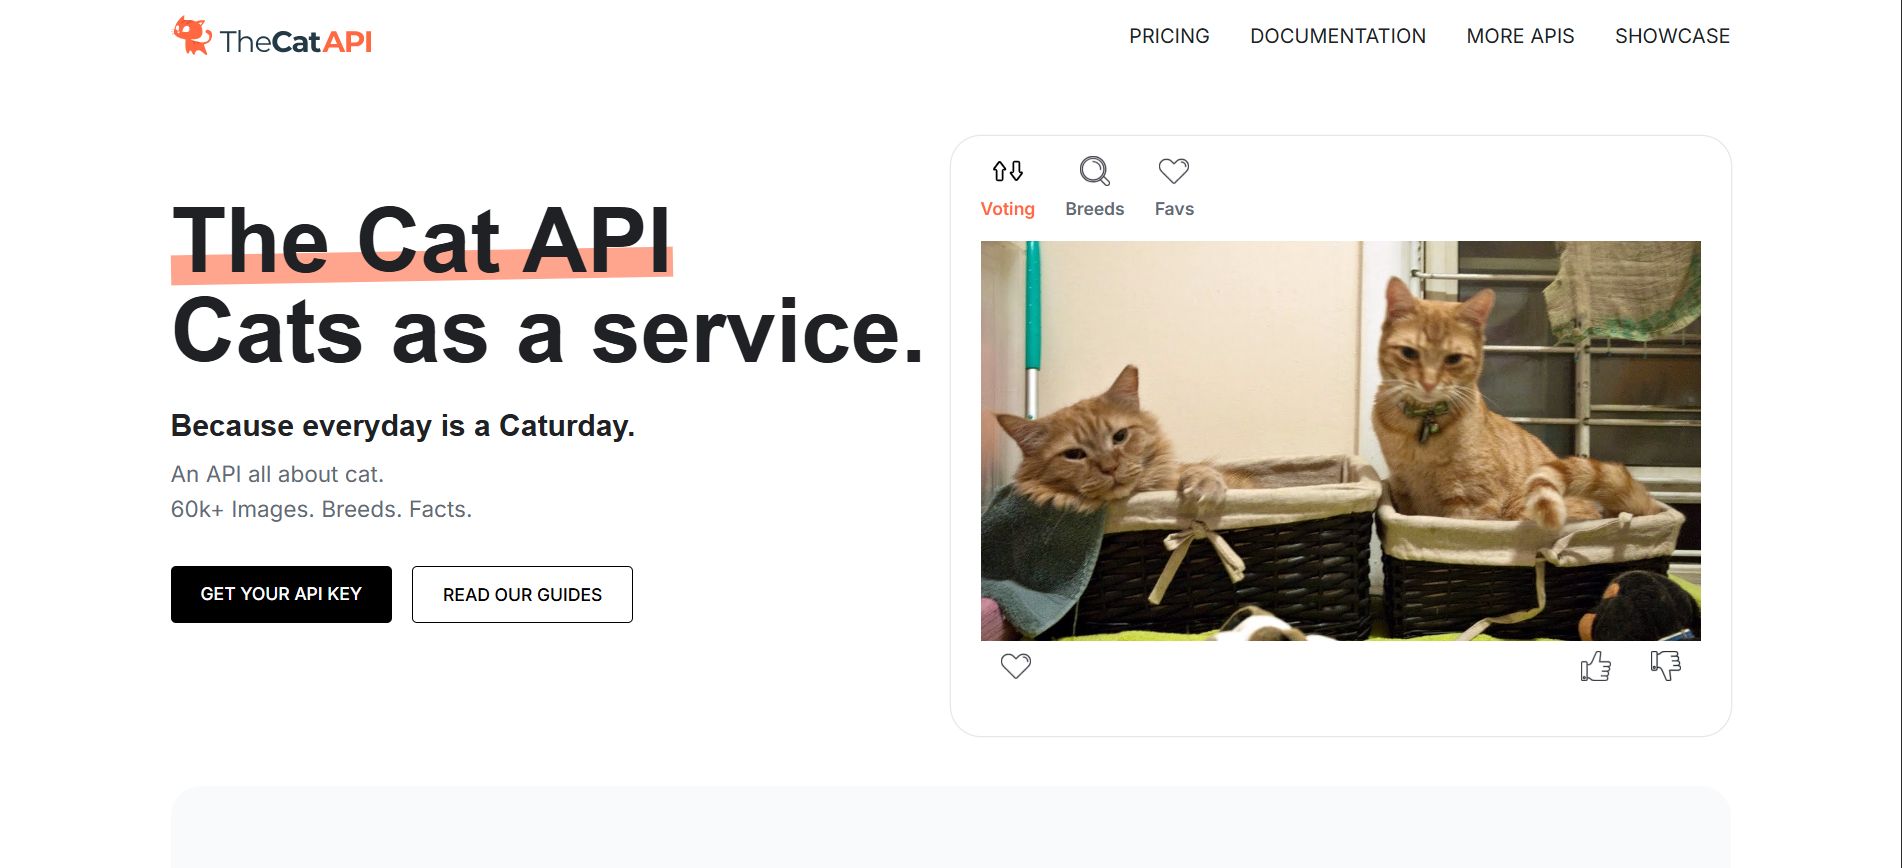 TheCatAPI
PRICING DOCUMENTATION MORE APIS SHOWCASE
The Cat API
Cats as a service.
Because everyday is a Caturday.
An API all about cat.
60k+ Images. Breeds. Facts.
GET YOUR API KEY READ OUR GUIDES
Voting Breeds Favs